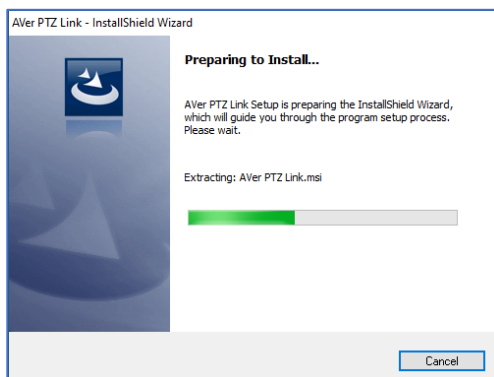 AVer PTZ Link - InstallShield Wizard
Preparing to Install...
AVer PTZ Link Setup is preparing the InstallShield Wizard,
which will guide you through the program setup process.
Please wait.
Extracting: AVer PTZ Link.msi
Cancel